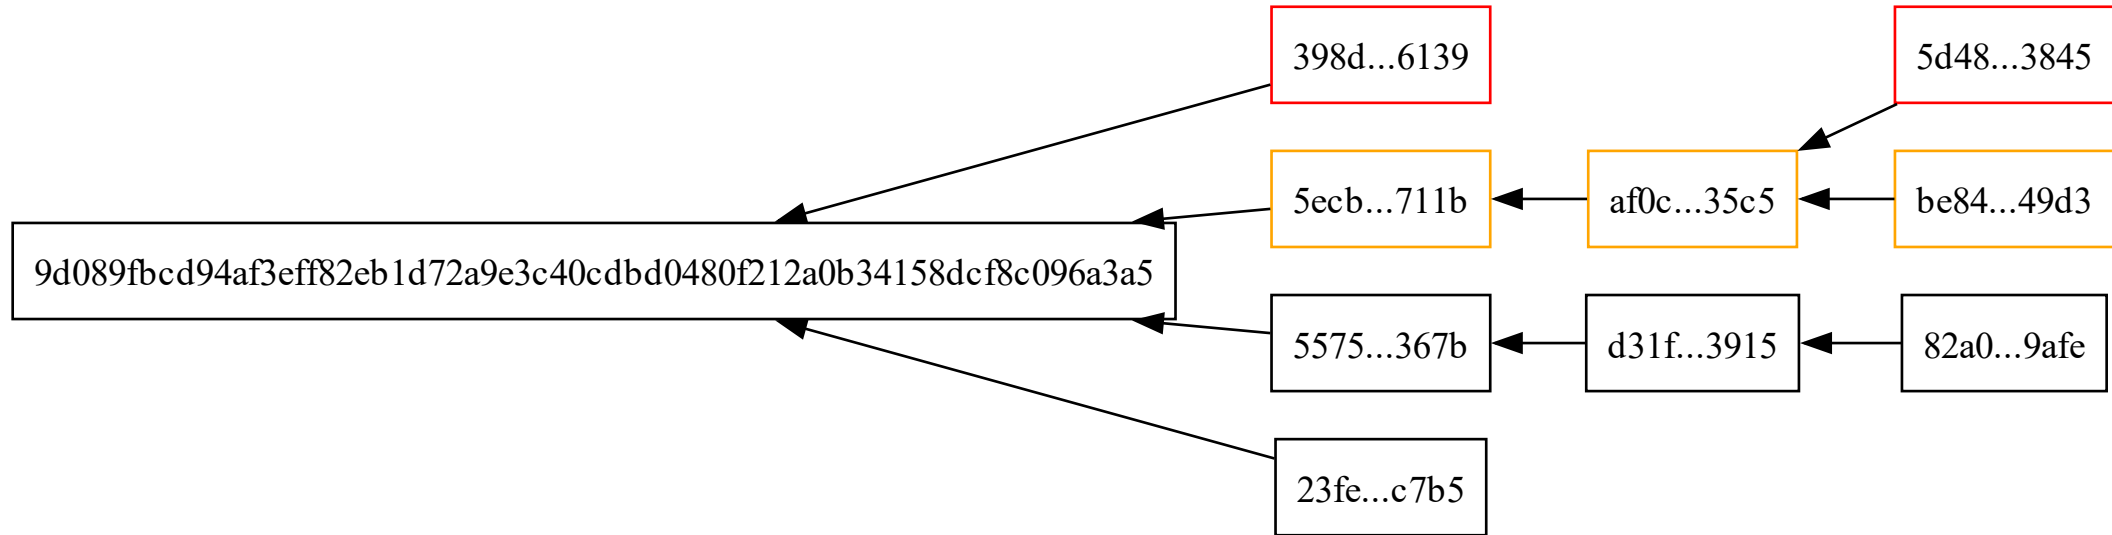 398d...6139
5d48...3845
5ecb...711b
af0c...35c5
be84...49d3
9d089fbcd94af3eff82eb1d72a9e3c40cdbd0480f212a0b34158dcf8c096a3a5
5575...367b
d31f...3915
82a0...9afe
23fe...c7b5